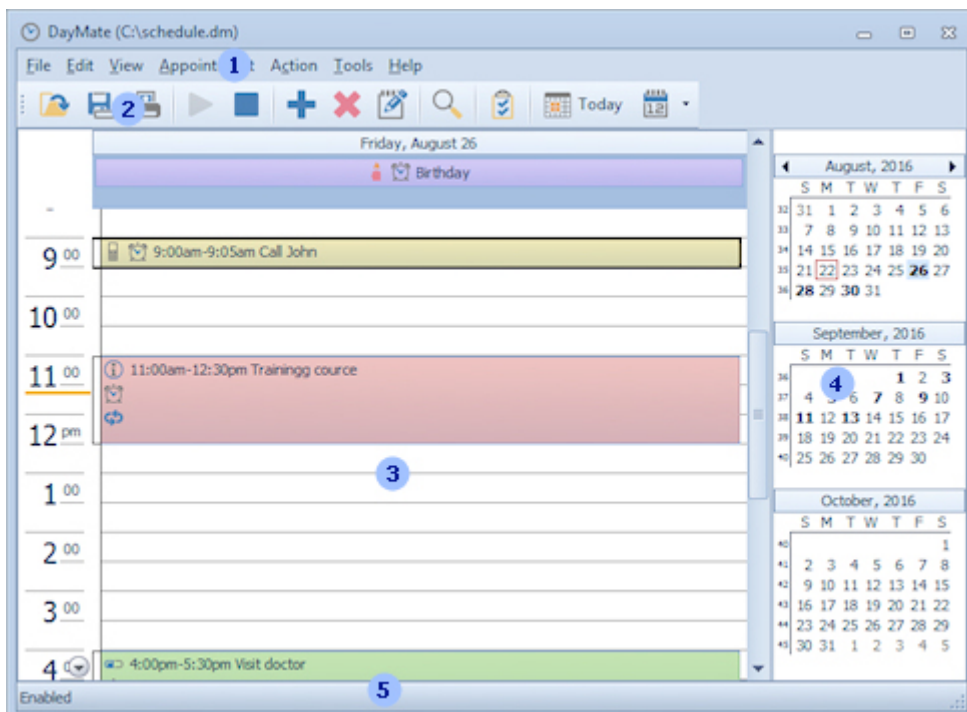 DayMate (C:\schedule.dm)
File Edit View Appoint 1 t Action Tools Help
2 Today 12
Friday, August 26
Birthday
9 00
9:00am-9:05am Call John
10 00
11 00
11:00am-12:30pm Trainingg cource
12 pm
3
1 00
2 00
3 00
4
4:00pm-5:30pm Visit doctor
5
Enabled
August, 2016
S M T W T F S
32 31 1 2 3 4 5 6
33 7 8 9 10 11 12 13
34 14 15 16 17 18 19 20
35 21 22 23 24 25 26 27
36 28 29 30 31
September, 2016
S M T W T F S
36 4 1 2 3
37 4 5 6 7 8 9 10
38 11 12 13 14 15 16 17
39 18 19 20 21 22 23 24
40 25 26 27 28 29 30
October, 2016
S M T W T F S
40 1
41 2 3 4 5 6 7 8
42 9 10 11 12 13 14 15
43 16 17 18 19 20 21 22
44 23 24 25 26 27 28 29
45 30 31 1 2 3 4 5